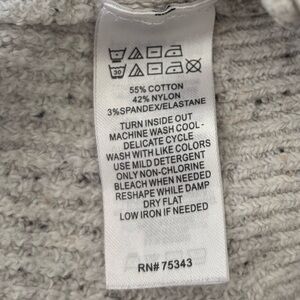 30
55% COTTON
42% NYLON
3%SPANDEX/ELASTANE
TURN INSIDE OUT
MACHINE WASH COOL -
DELICATE CYCLE
WASH WITH LIKE COLORS
USE MILD DETERGENT
ONLY NON-CHLORINE
BLEACH WHEN NEEDED
RESHAPE WHILE DAMP
DRY FLAT
LOW IRON IF NEEDED
RN# 75343